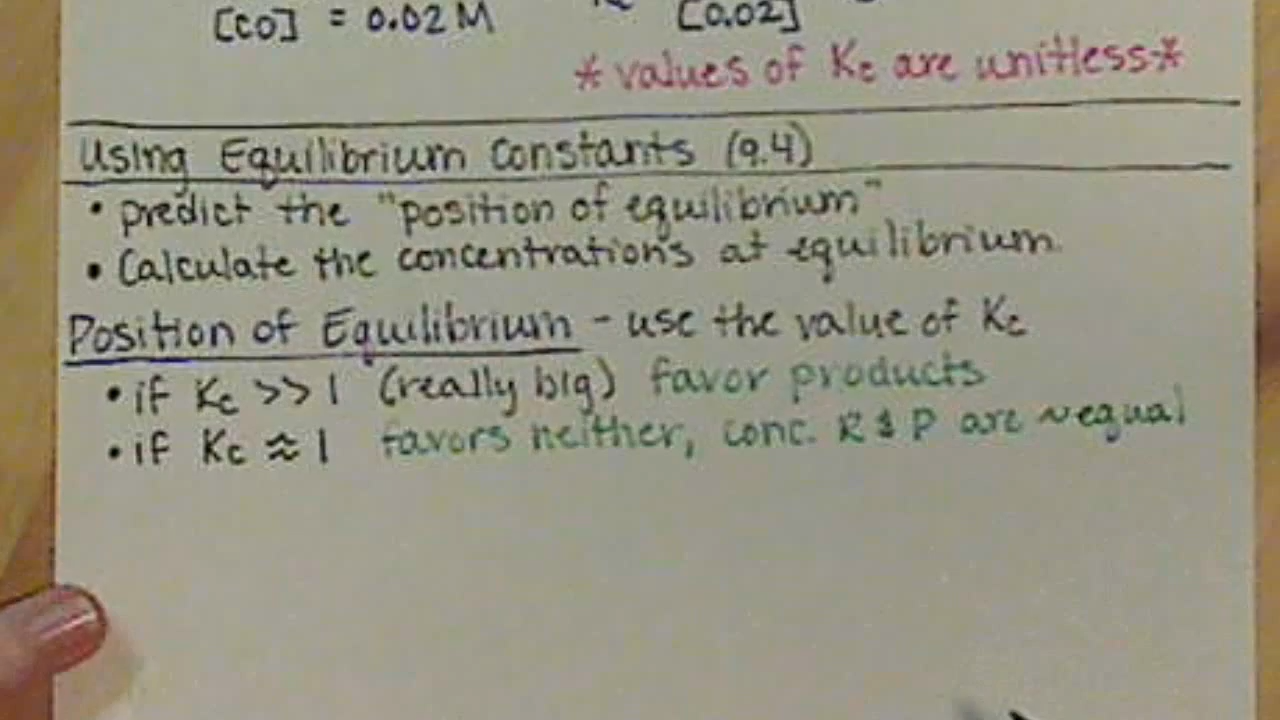 [CO] = 0.02 M [0.02]
*values of Kc are unitless*
Using Equilibrium Constants (9.4)
• predict the "position of equilibrium"
• Calculate the concentrations at equilibrium.
Position of Equilibrium - use the value of Kc
• if Kc >> 1 (really big) favor products
• if Kc ≈ 1 favors neither, conc. R & P are ~equal